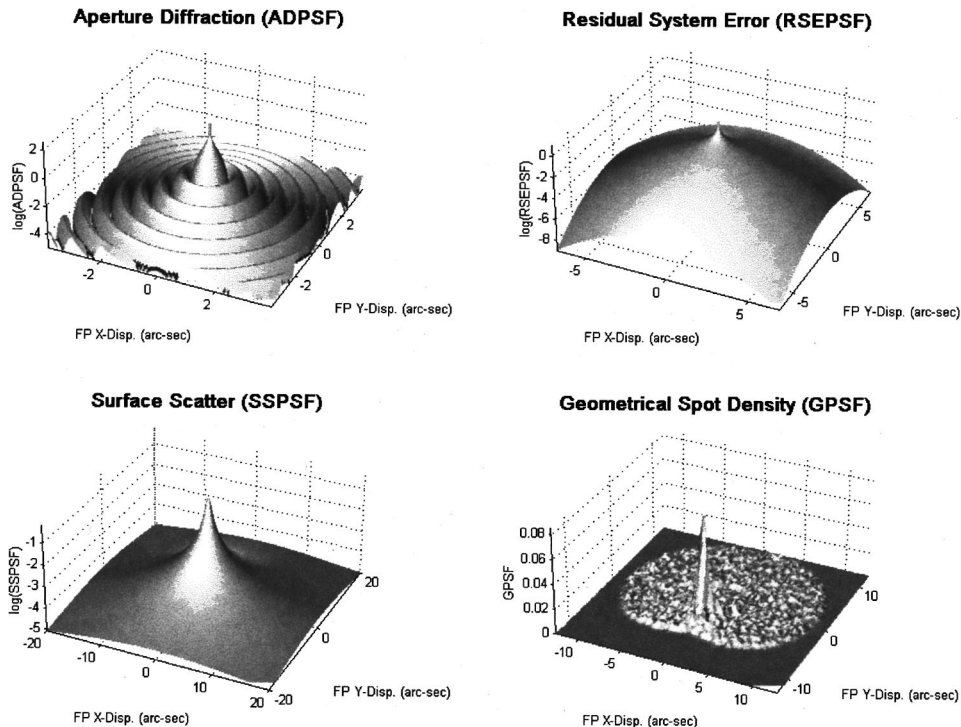 Aperture Diffraction (ADPSF)
log(ADPSF)
2
0
-2
-4
-2
0
2
-2
0
2
FP X-Disp. (arc-sec)
FP Y-Disp. (arc-sec)
Residual System Error (RSEPSF)
log(RSEPSF)
0
-2
-4
-6
-8
-5
0
5
-5
0
5
FP X-Disp. (arc-sec)
FP Y-Disp. (arc-sec)
Surface Scatter (SSPSF)
log(SSPSF)
-1
-2
-3
-4
-5
-20
-10
0
10
20
-20
0
20
FP X-Disp. (arc-sec)
FP Y-Disp. (arc-sec)
Geometrical Spot Density (GPSF)
GPSF
0.08
0.06
0.04
0.02
0
-10
-5
0
5
10
-10
0
10
FP X-Disp. (arc-sec)
FP Y-Disp. (arc-sec)